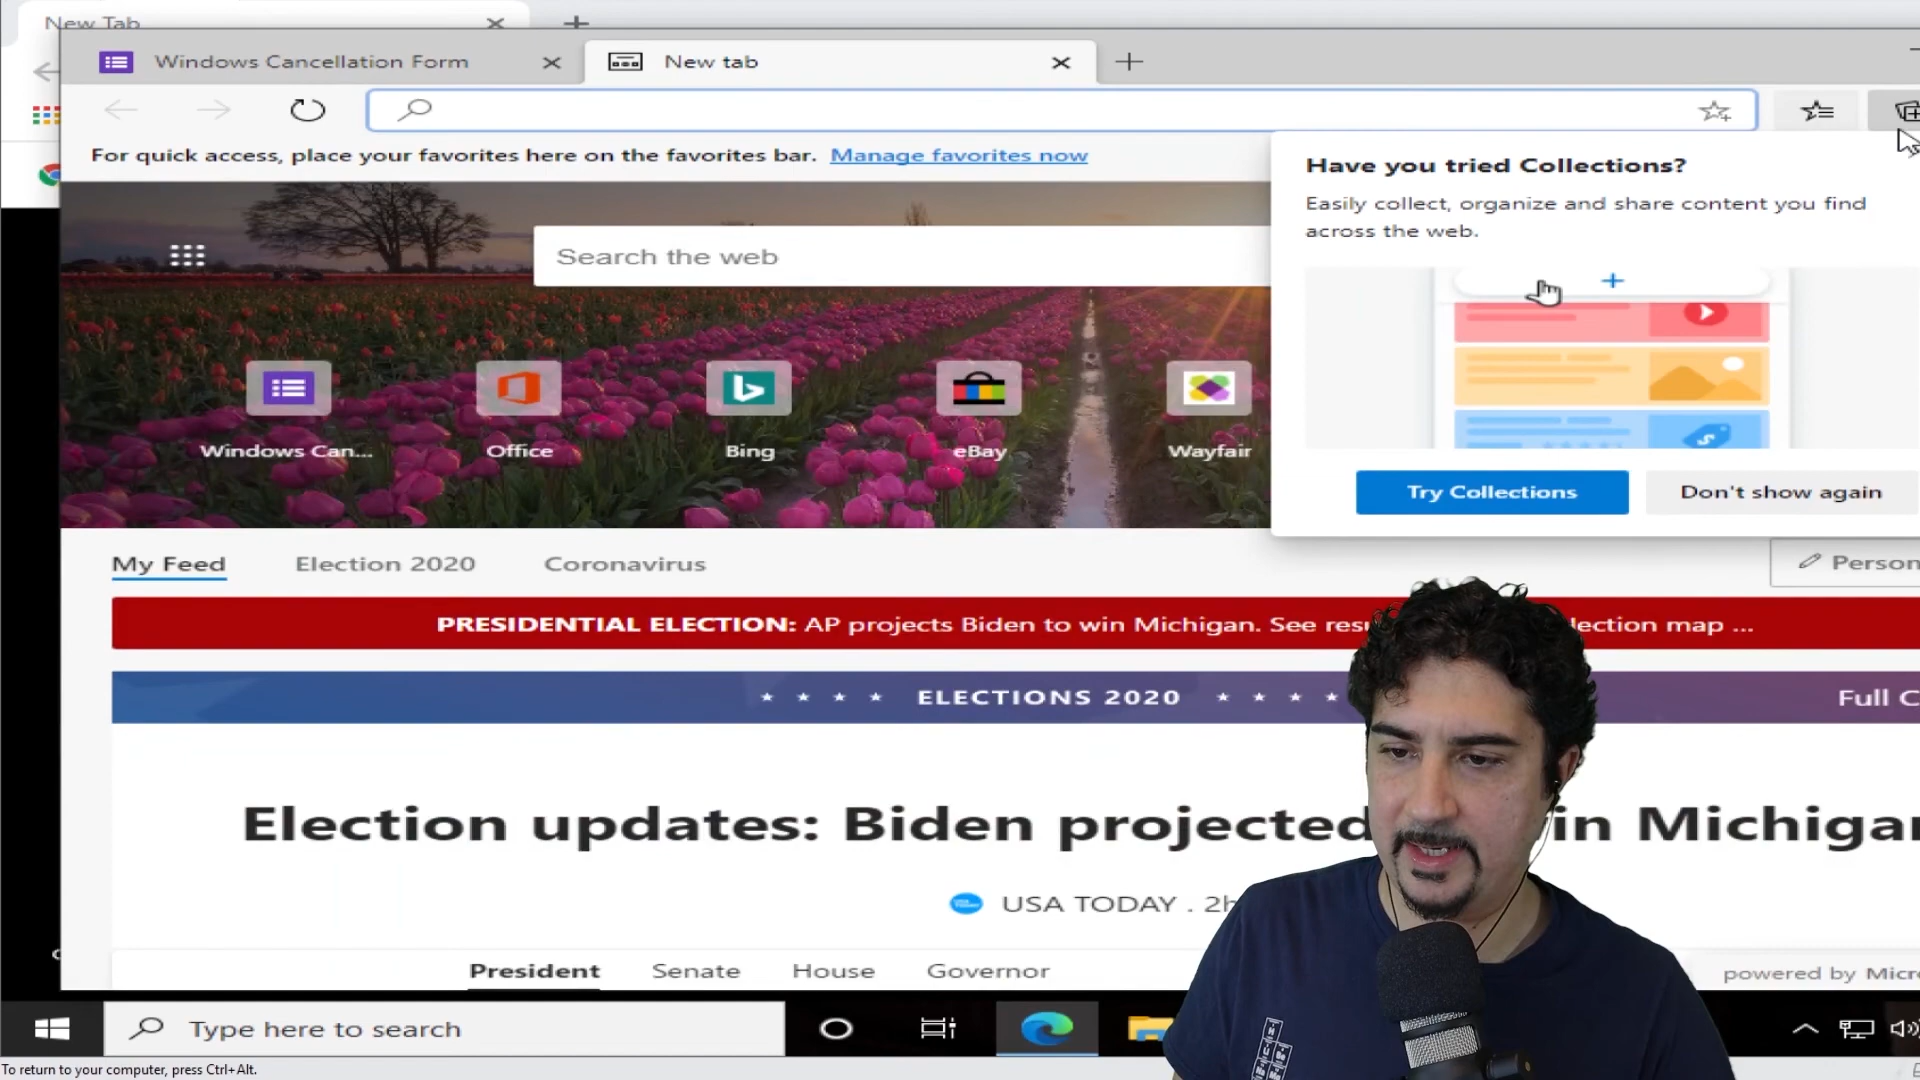 New Tab
Windows Cancellation Form
New tab
For quick access, place your favorites here on the favorites bar. Manage favorites now
Have you tried Collections?
Easily collect, organize and share content you find
across the web.
Search the web
Windows Can...
Office
Bing
eBay
Wayfair
Try Collections
Don't show again
My Feed
Election 2020
Coronavirus
PRESIDENTIAL ELECTION: AP projects Biden to win Michigan. See
lection map ...
ELECTIONS 2020
Full
Election updates: Biden projected
in Michigan
USA TODAY . 2h
President
Senate
House
Governor
powered by
Type here to search
To return to your computer, press Ctrl+Alt.